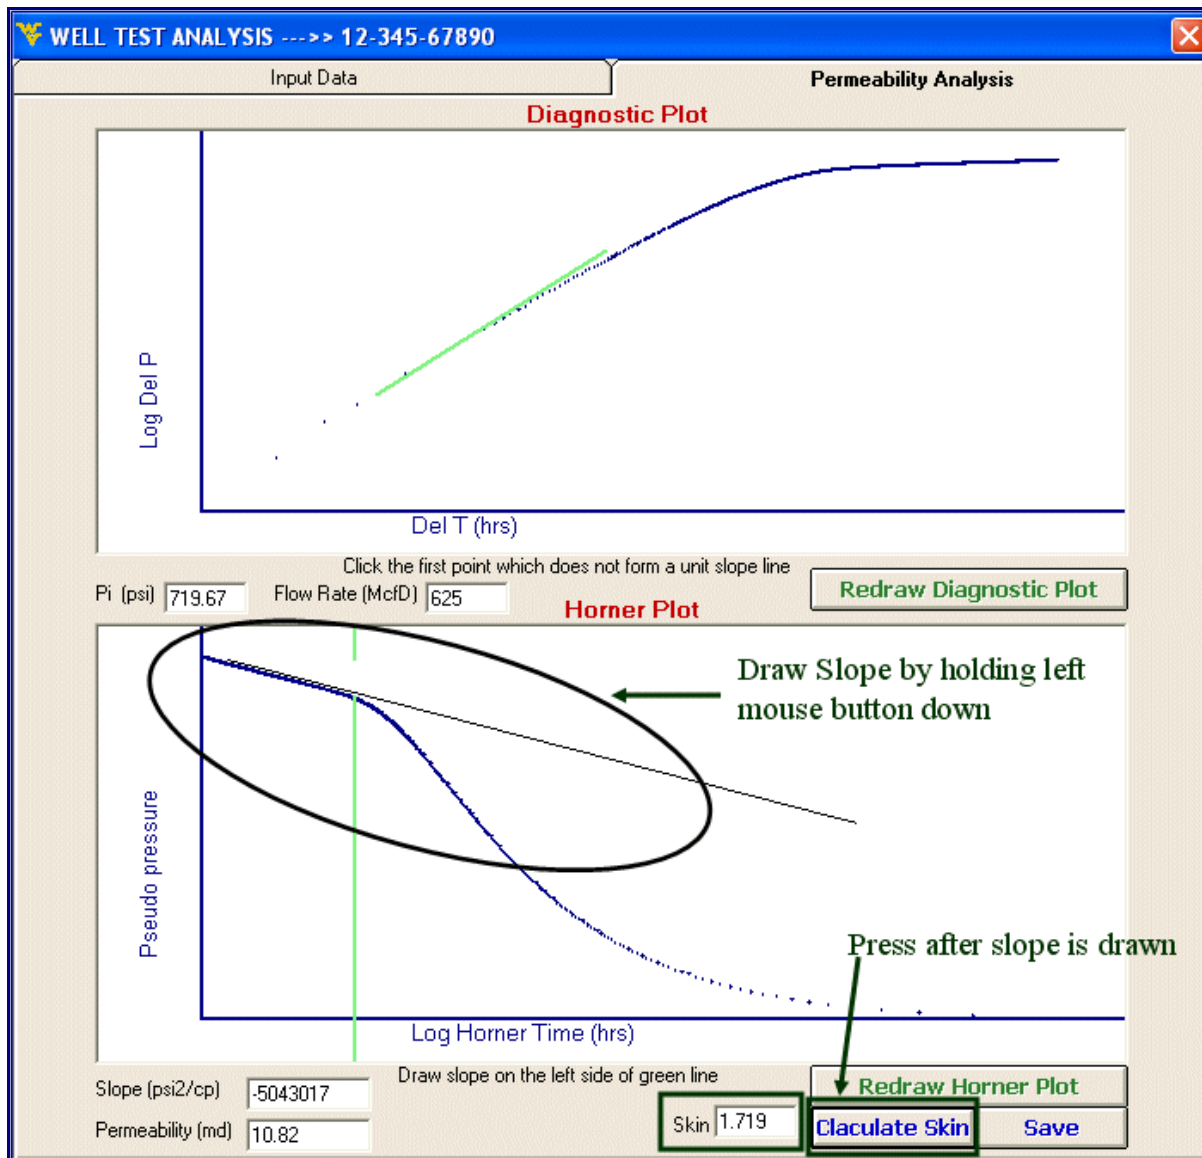 WELL TEST ANALYSIS --->> 12-345-67890
Input Data
Permeability Analysis
Diagnostic Plot
Log Del P
Del T (hrs)
Click the first point which does not form a unit slope line
Pi (psi) 719.67 Flow Rate (McfD) 625
Redraw Diagnostic Plot
Horner Plot
Draw Slope by holding left
mouse button down
Pseudo pressure
Press after slope is drawn
Log Horner Time (hrs)
Draw slope on the left side of green line
Slope (psi2/cp) -5043017
Redraw Horner Plot
Permeability (md) 10.82
Skin 1.719
Claculate Skin
Save